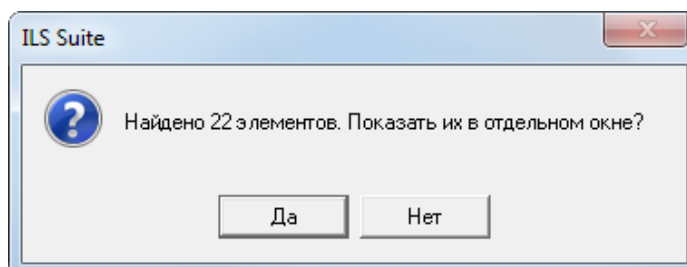 ILS Suite
Найдено 22 элементов. Показать их в отдельном окне?
Да
Нет